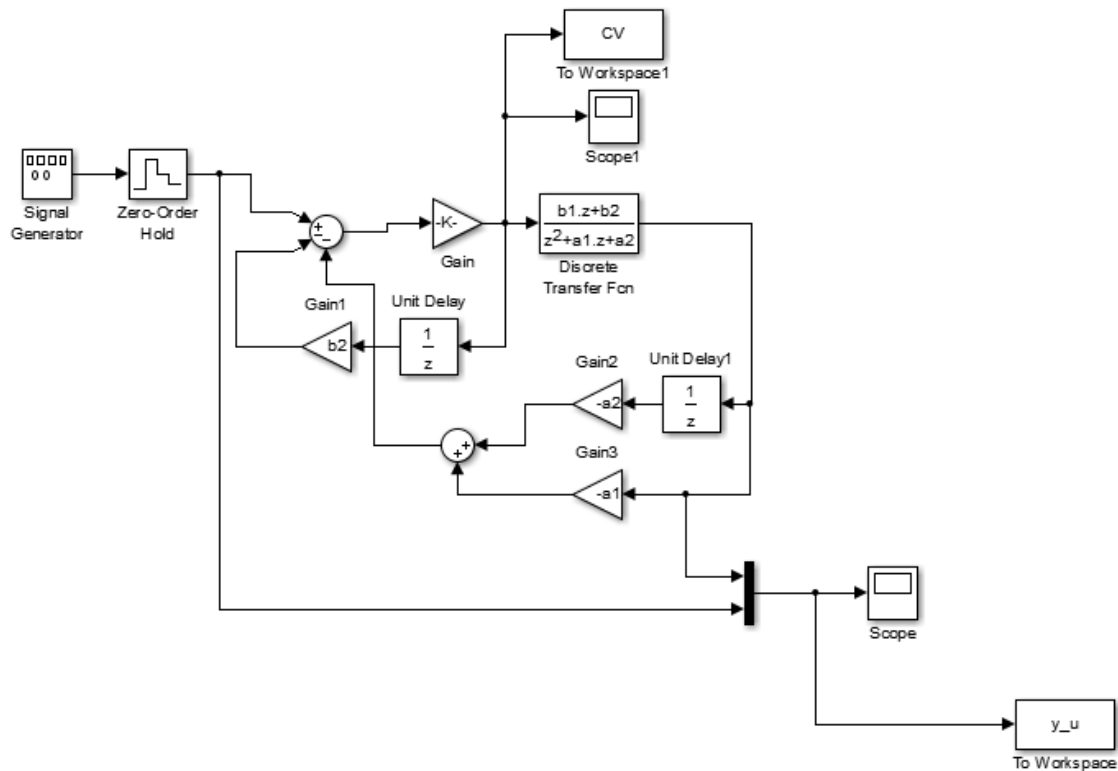 CV
To Workspace1
Scope1
Signal
Generator
Zero-Order
Hold
+
-
-
-K-
Gain
b1.z+b2
z²+a1.z+a2
Discrete
Transfer Fcn
Gain1
b2
Unit Delay
1
z
Gain2
-a2
Unit Delay1
1
z
+
+
Gain3
-a1
Scope
y_u
To Workspace